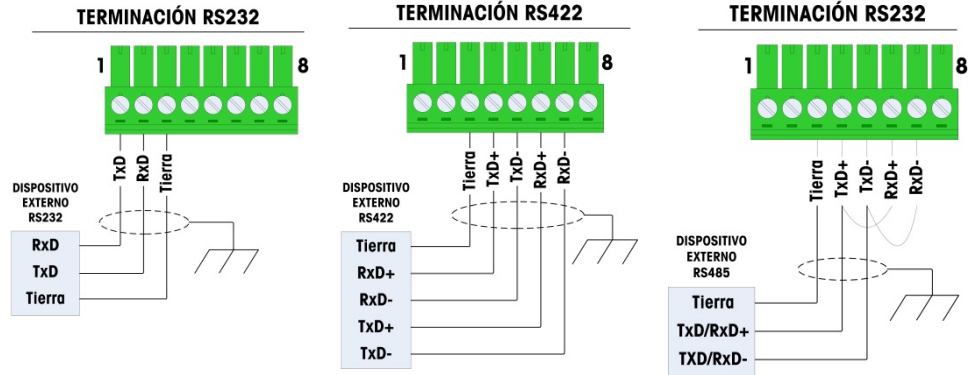 TERMINACIÓN RS232
1
8
TxD
RxD
Tierra
DISPOSITIVO
EXTERNO
RS232
RxD
TxD
Tierra
TERMINACIÓN RS422
1
8
Tierra
TxD+
TxD-
RxD+
RxD-
DISPOSITIVO
EXTERNO
RS422
Tierra
RxD+
RxD-
TxD+
TxD-
TERMINACIÓN RS232
1
8
Tierra
TxD+
TxD-
RxD+
RxD-
DISPOSITIVO
EXTERNO
RS485
Tierra
TxD/RxD+
TXD/RxD-